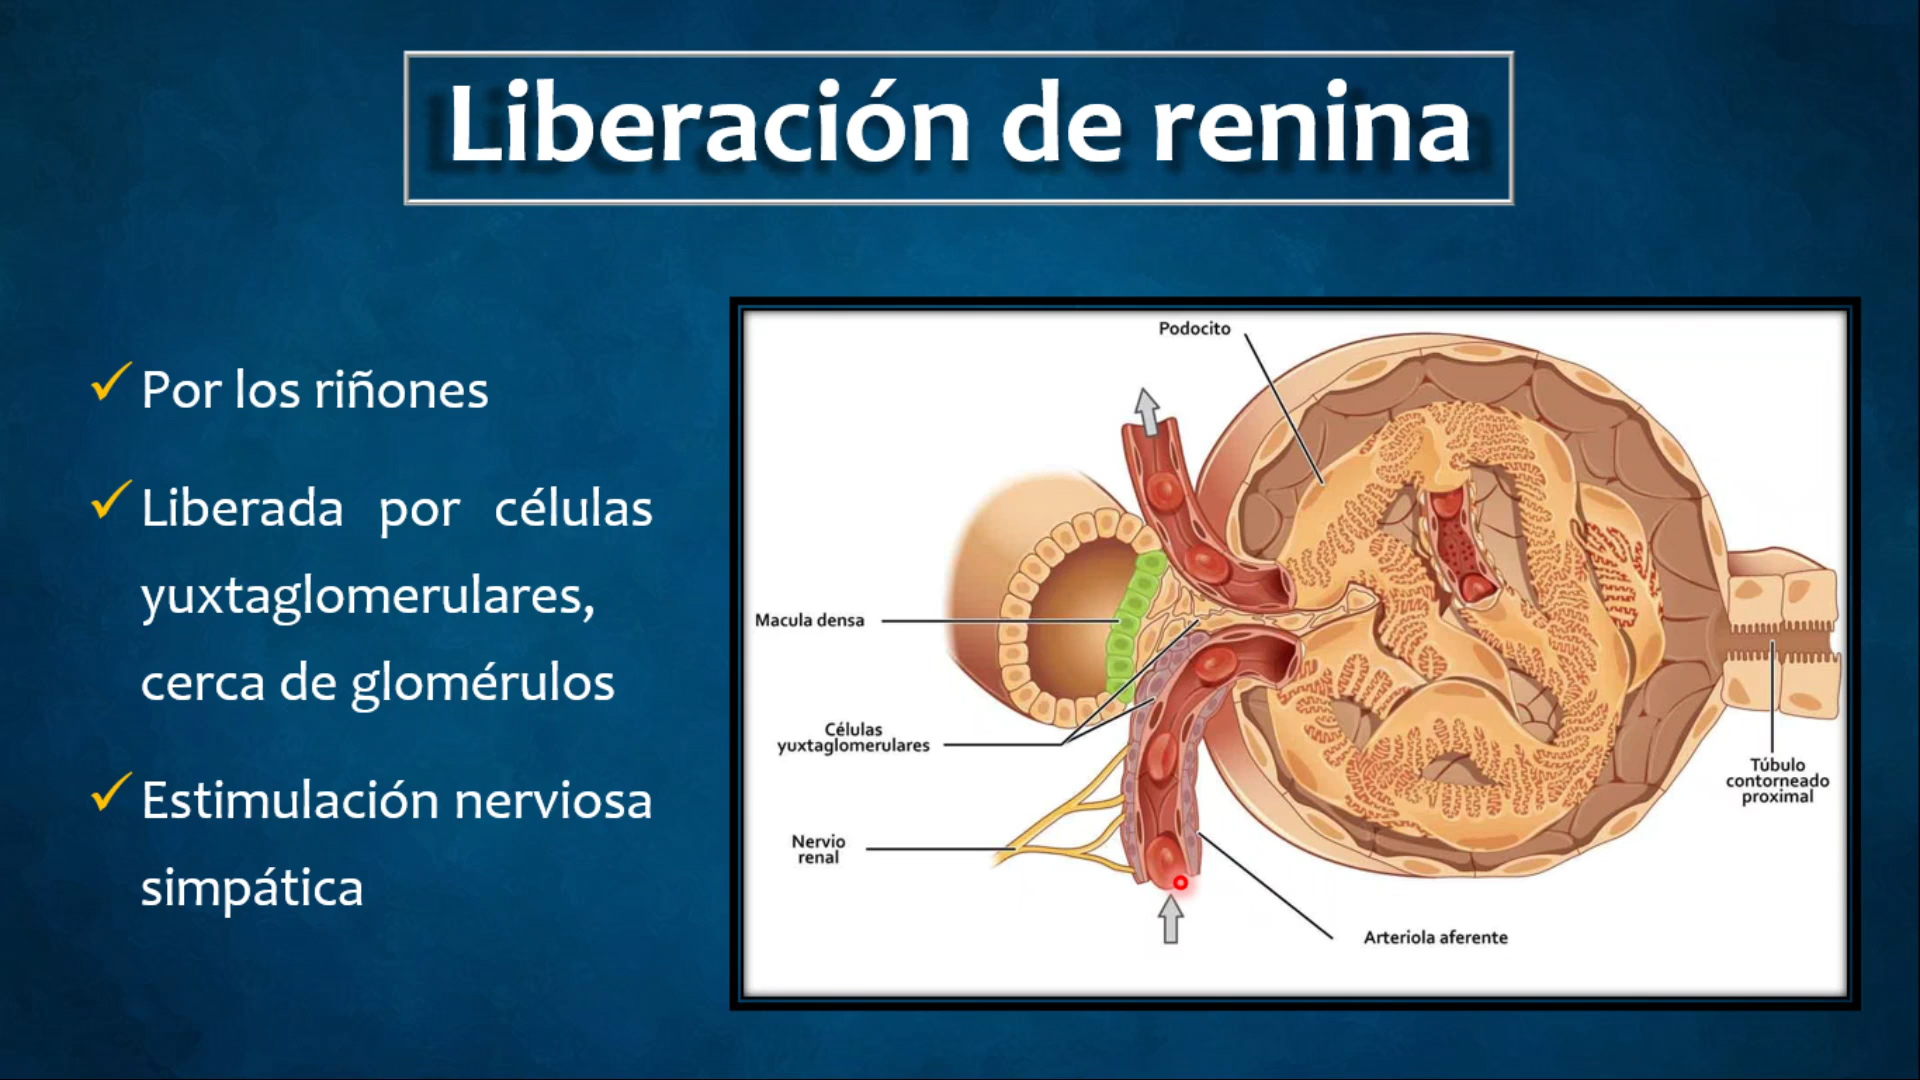 Liberación de renina
Por los riñones
Liberada por células
yuxtaglomerulares,
cerca de glomérulos
Estimulación nerviosa
simpática
Podocito
Macula densa
Células
yuxtaglomerulares
Nervio
renal
Arteriola aferente
Túbulo
contorneado
proximal